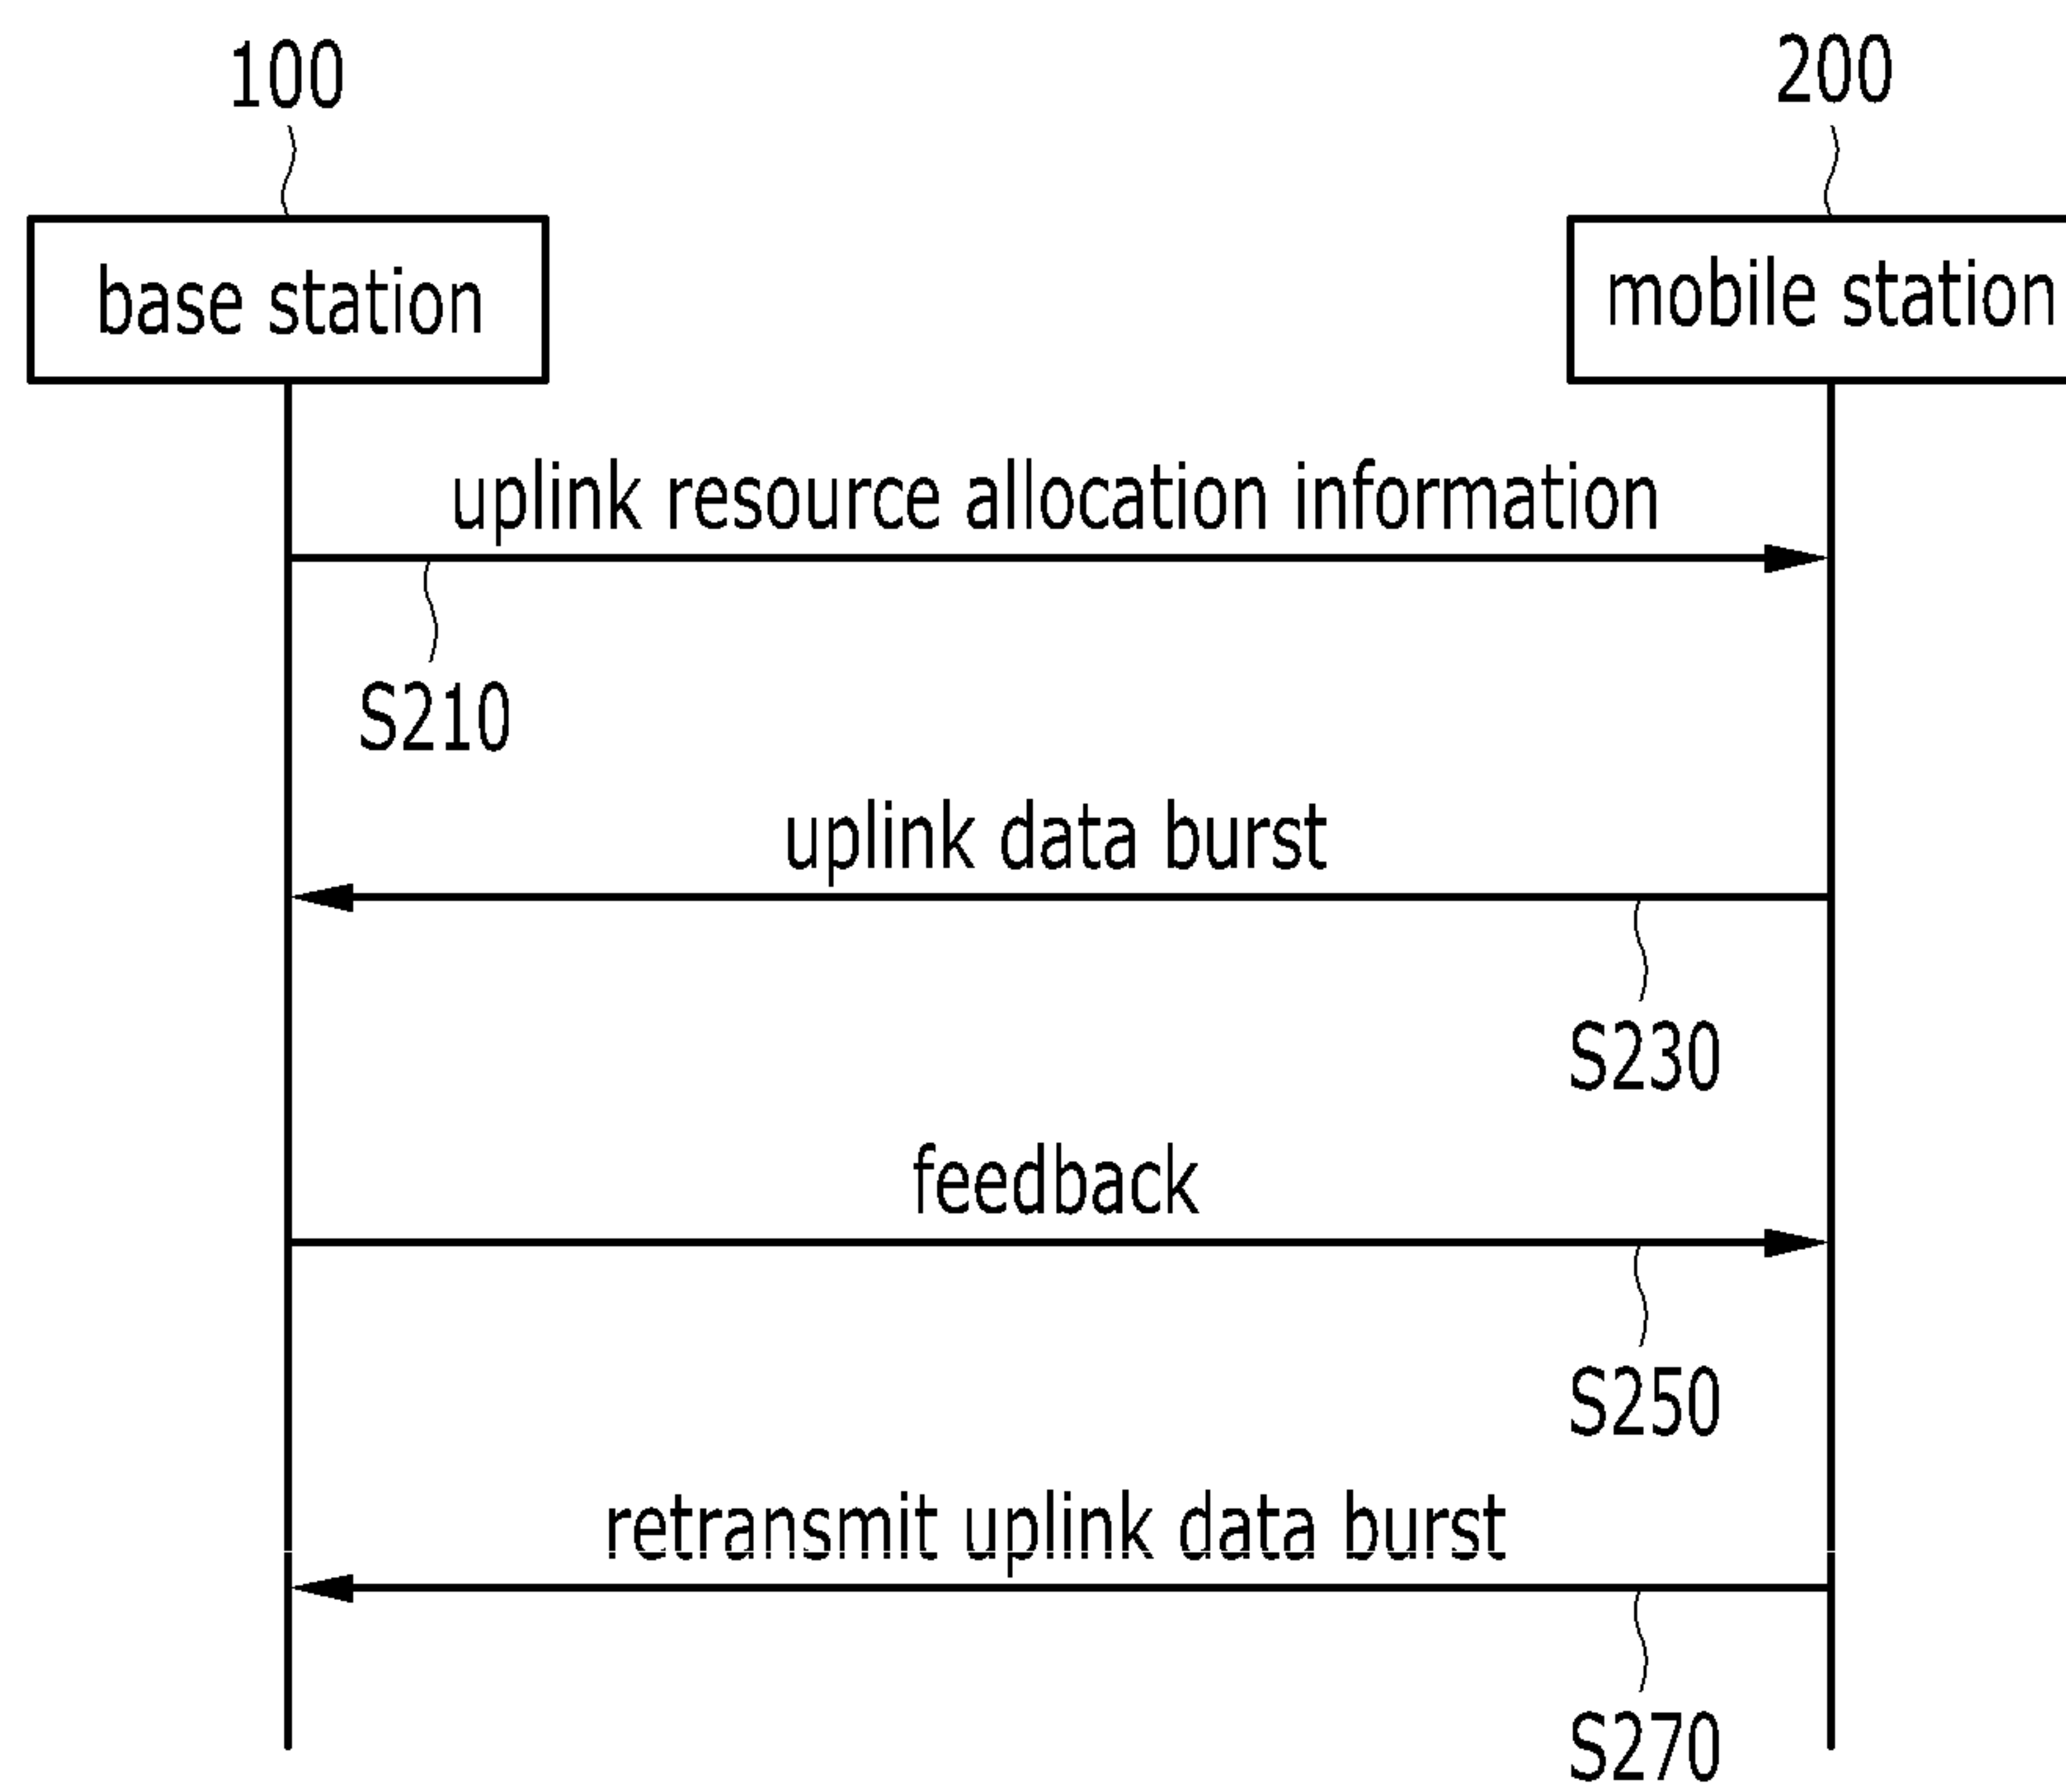 100
200
base station
mobile station
uplink resource allocation information
S210
uplink data burst
S230
feedback
S250
retransmit uplink data burst
S270